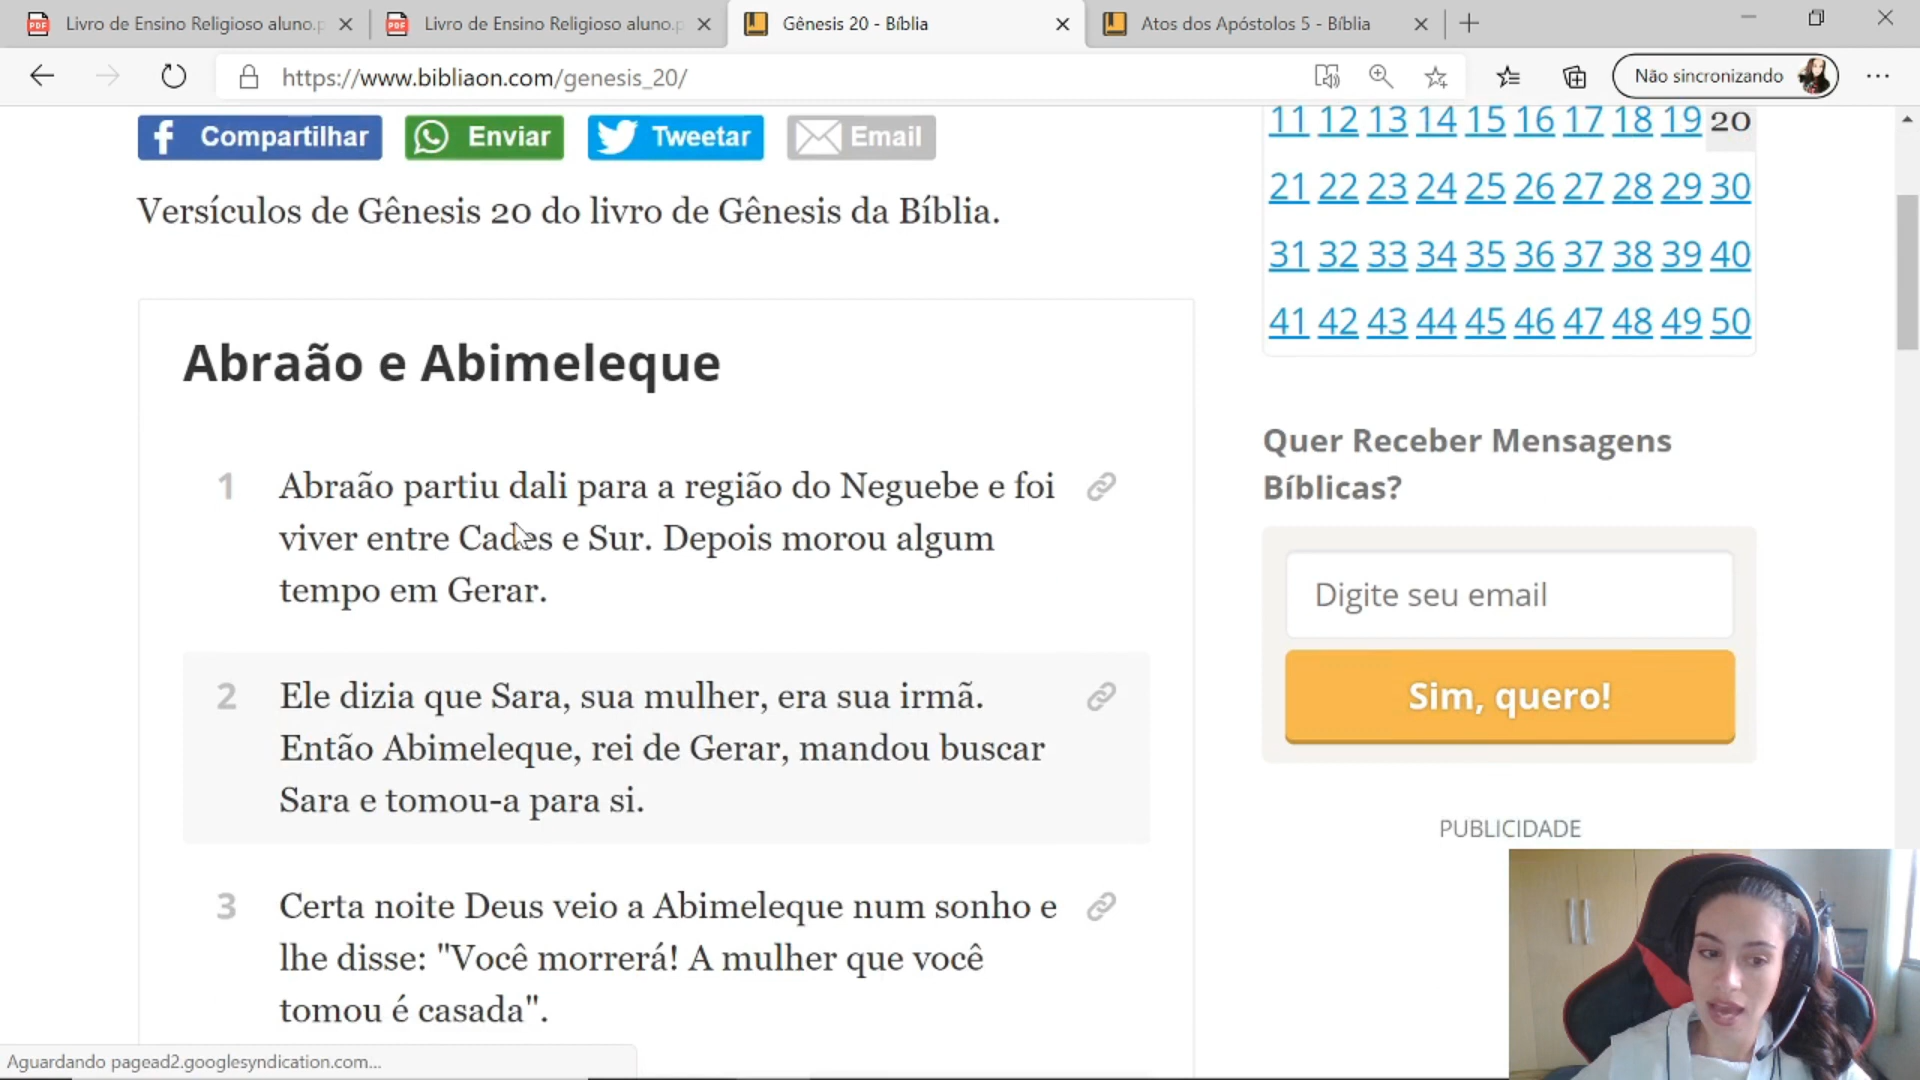 Livro de Ensino Religioso aluno.p
Livro de Ensino Religioso aluno.p
Gênesis 20 - Bíblia
Atos dos Apóstolos 5 - Bíblia
https://www.bibliaon.com/genesis_20/
Não sincronizando
Compartilhar
Enviar
Tweetar
Email
11 12 13 14 15 16 17 18 19 20
21 22 23 24 25 26 27 28 29 30
31 32 33 34 35 36 37 38 39 40
41 42 43 44 45 46 47 48 49 50
Versículos de Gênesis 20 do livro de Gênesis da Bíblia.
Abraão e Abimeleque
1 Abraão partiu dali para a região do Neguebe e foi
viver entre Cades e Sur. Depois morou algum
tempo em Gerar.
2 Ele dizia que Sara, sua mulher, era sua irmã.
Então Abimeleque, rei de Gerar, mandou buscar
Sara e tomou-a para si.
3 Certa noite Deus veio a Abimeleque num sonho e
lhe disse: "Você morrerá! A mulher que você
tomou é casada".
Quer Receber Mensagens
Bíblicas?
Digite seu email
Sim, quero!
PUBLICIDADE
Aguardando pagead2.googlesyndication.com...